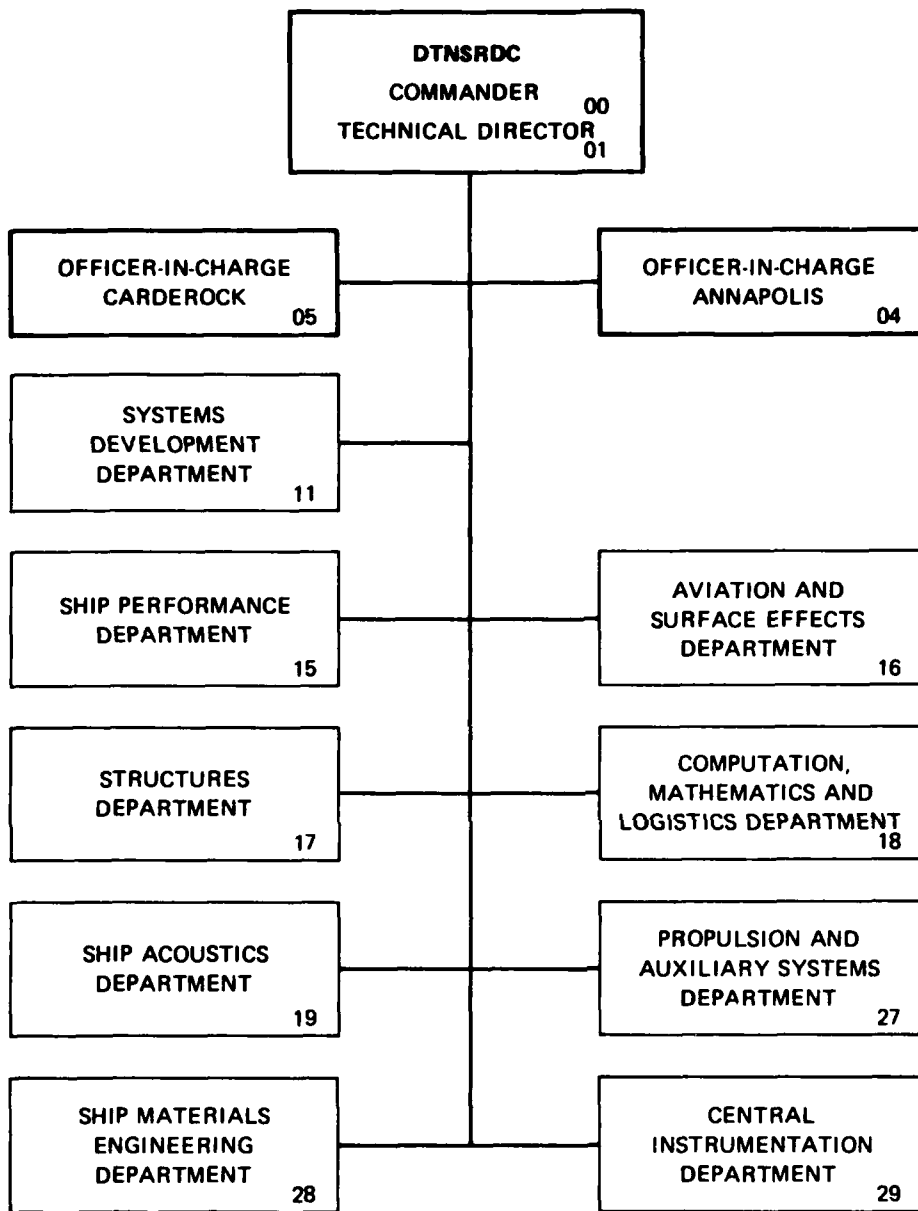 DTNSRDC
COMMANDER
00
TECHNICAL DIRECTOR
01
OFFICER-IN-CHARGE
CARDEROCK
05
OFFICER-IN-CHARGE
ANNAPOLIS
04
SYSTEMS
DEVELOPMENT
DEPARTMENT
11
SHIP PERFORMANCE
DEPARTMENT
15
AVIATION AND
SURFACE EFFECTS
DEPARTMENT
16
STRUCTURES
DEPARTMENT
17
COMPUTATION,
MATHEMATICS AND
LOGISTICS DEPARTMENT
18
SHIP ACOUSTICS
DEPARTMENT
19
PROPULSION AND
AUXILIARY SYSTEMS
DEPARTMENT
27
SHIP MATERIALS
ENGINEERING
DEPARTMENT
28
CENTRAL
INSTRUMENTATION
DEPARTMENT
29